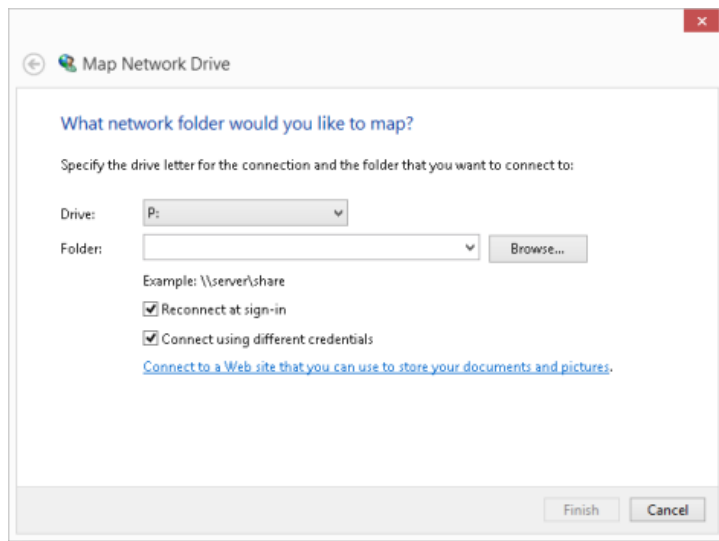 Map Network Drive
What network folder would you like to map?
Specify the drive letter for the connection and the folder that you want to connect to:
Drive: P:
Folder: Browse...
Example: \\server\share
Reconnect at sign-in
Connect using different credentials
Connect to a Web site that you can use to store your documents and pictures.
Finish Cancel